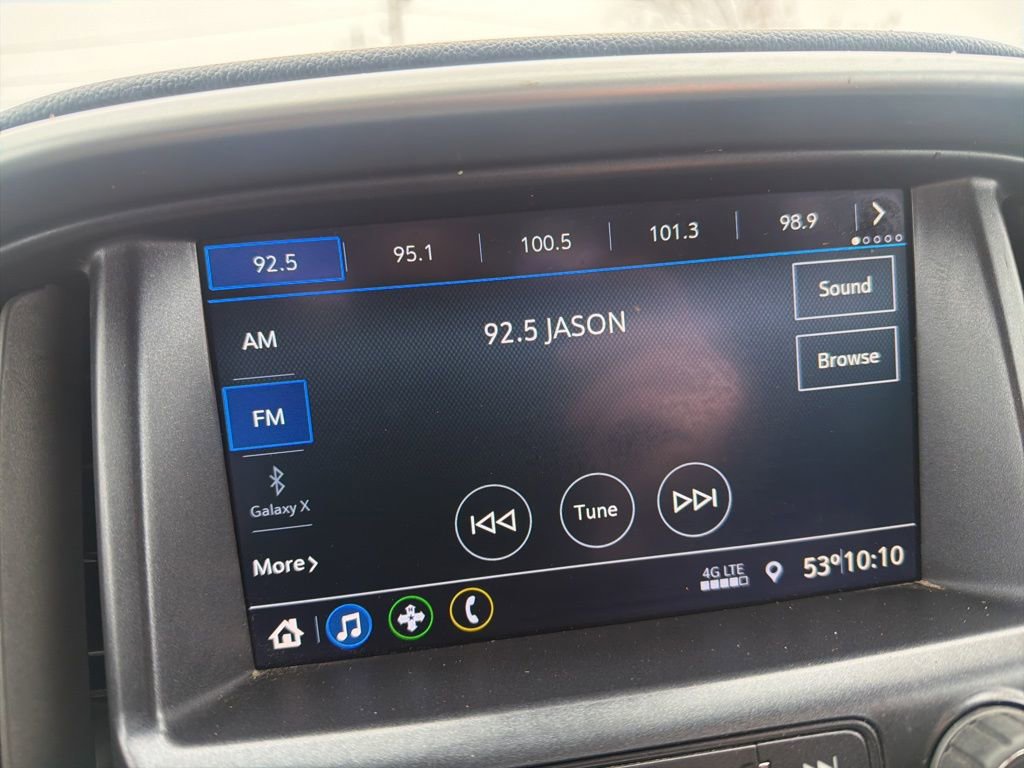 92.5 95.1 100.5 101.3 98.9
Sound
AM
92.5 JASON
Browse
FM
Galaxy X
Tune
More
4G LTE
53° 10:10